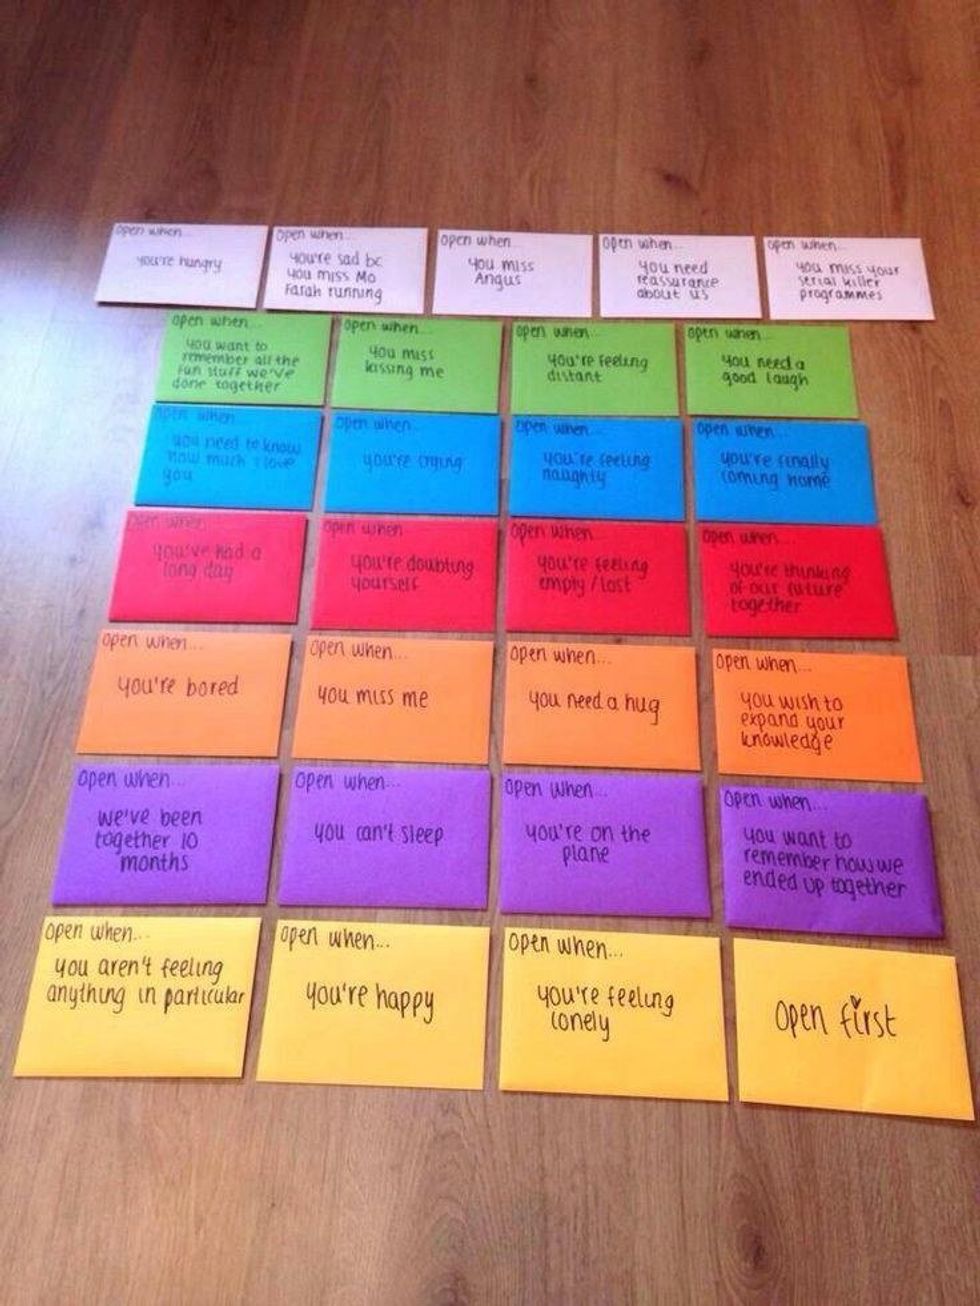 Open when...
you're hungry
Open when...
you're sad bc
you miss Mo
Farah running
Open when...
you miss
Angus
Open when...
you need
reassurance
about us
Open when...
you miss your
serial killer
programmes
Open when...
you want to
remember all the
fun stuff we've
done together
Open when...
you miss
kissing me
Open when...
you're feeling
distant
Open when...
you need a
good laugh
Open when...
you need to know
how much I love
you
Open when...
you're crying
Open when...
you're feeling
naughty
Open when...
you're finally
coming home
Open when...
you've had a
long day
Open when...
you're doubting
yourself
Open when...
you're feeling
empty/lost
Open when...
you're thinking
of our future
together
Open when...
you're bored
Open when...
you miss me
Open when...
you need a hug
Open when...
you wish to
expand your
knowledge
Open when...
we've been
together 10
months
Open when...
you can't sleep
Open when...
you're on the
plane
Open when...
you want to
remember how we
ended up together
Open when...
you aren't feeling
anything in particular
Open when...
you're happy
Open when...
you're feeling
lonely
Open first